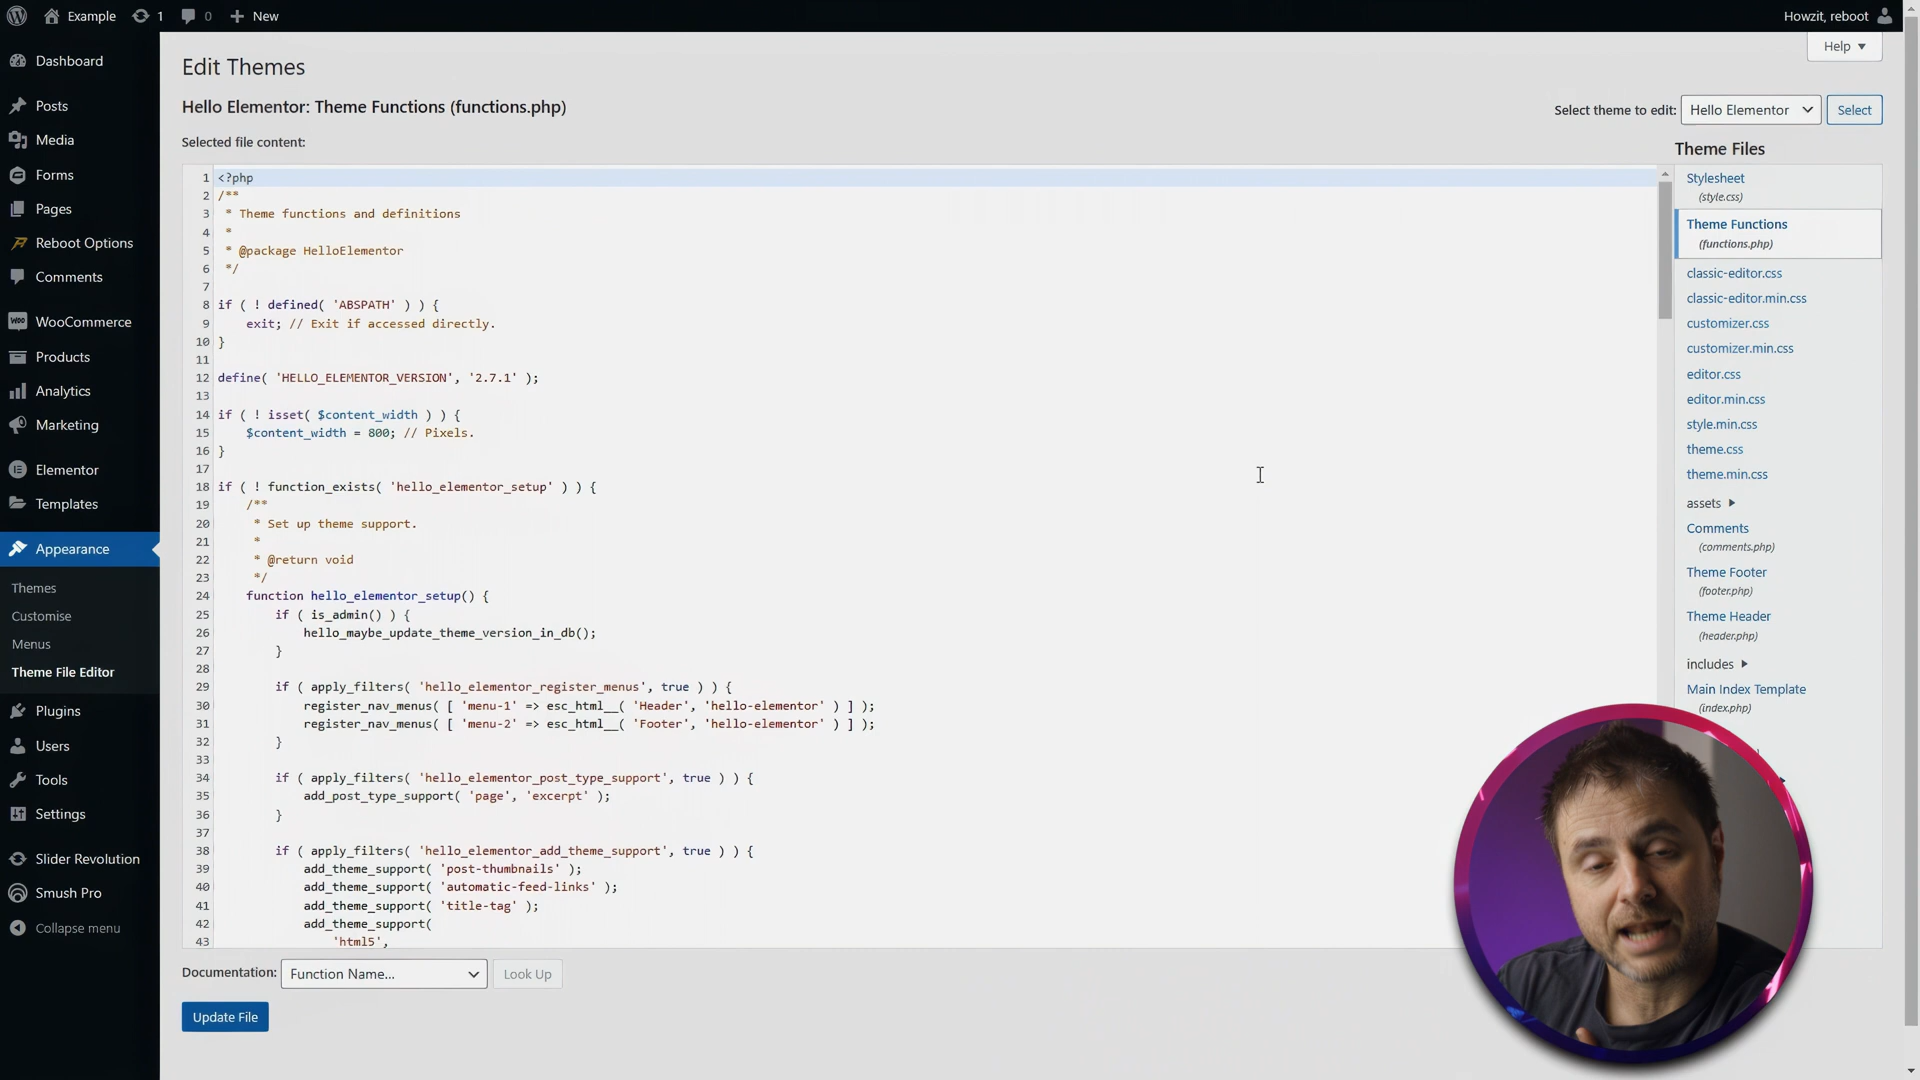 Example
1
0
New
Howzit, reboot
Help
Dashboard
Posts
Media
Forms
Pages
Reboot Options
Comments
WooCommerce
Products
Analytics
Marketing
Elementor
Templates
Appearance
Themes
Customise
Menus
Theme File Editor
Plugins
Users
Tools
Settings
Slider Revolution
Smush Pro
Collapse menu
Edit Themes
Hello Elementor: Theme Functions (functions.php)
Select theme to edit: Hello Elementor Select
Selected file content:
1 <?php
2 /**
3  * Theme functions and definitions
4  *
5  * @package HelloElementor
6  */
7
8 if ( ! defined( 'ABSPATH' ) ) {
9     exit; // Exit if accessed directly.
10 }
11
12 define( 'HELLO_ELEMENTOR_VERSION', '2.7.1' );
13
14 if ( ! isset( $content_width ) ) {
15     $content_width = 800; // Pixels.
16 }
17
18 if ( ! function_exists( 'hello_elementor_setup' ) ) {
19     /**
20      * Set up theme support.
21      *
22      * @return void
23      */
24     function hello_elementor_setup() {
25         if ( is_admin() ) {
26             hello_maybe_update_theme_version_in_db();
27         }
28
29         if ( apply_filters( 'hello_elementor_register_menus', true ) ) {
30             register_nav_menus( [ 'menu-1' => esc_html__( 'Header', 'hello-elementor' ) ] );
31             register_nav_menus( [ 'menu-2' => esc_html__( 'Footer', 'hello-elementor' ) ] );
32         }
33
34         if ( apply_filters( 'hello_elementor_post_type_support', true ) ) {
35             add_post_type_support( 'page', 'excerpt' );
36         }
37
38         if ( apply_filters( 'hello_elementor_add_theme_support', true ) ) {
39             add_theme_support( 'post-thumbnails' );
40             add_theme_support( 'automatic-feed-links' );
41             add_theme_support( 'title-tag' );
42             add_theme_support(
43                 'html5',
Theme Files
Stylesheet
(style.css)
Theme Functions
(functions.php)
classic-editor.css
classic-editor.min.css
customizer.css
customizer.min.css
editor.css
editor.min.css
style.min.css
theme.css
theme.min.css
assets
Comments
(comments.php)
Theme Footer
(footer.php)
Theme Header
(header.php)
includes
Main Index Template
(index.php)
Documentation: Function Name... Look Up
Update File